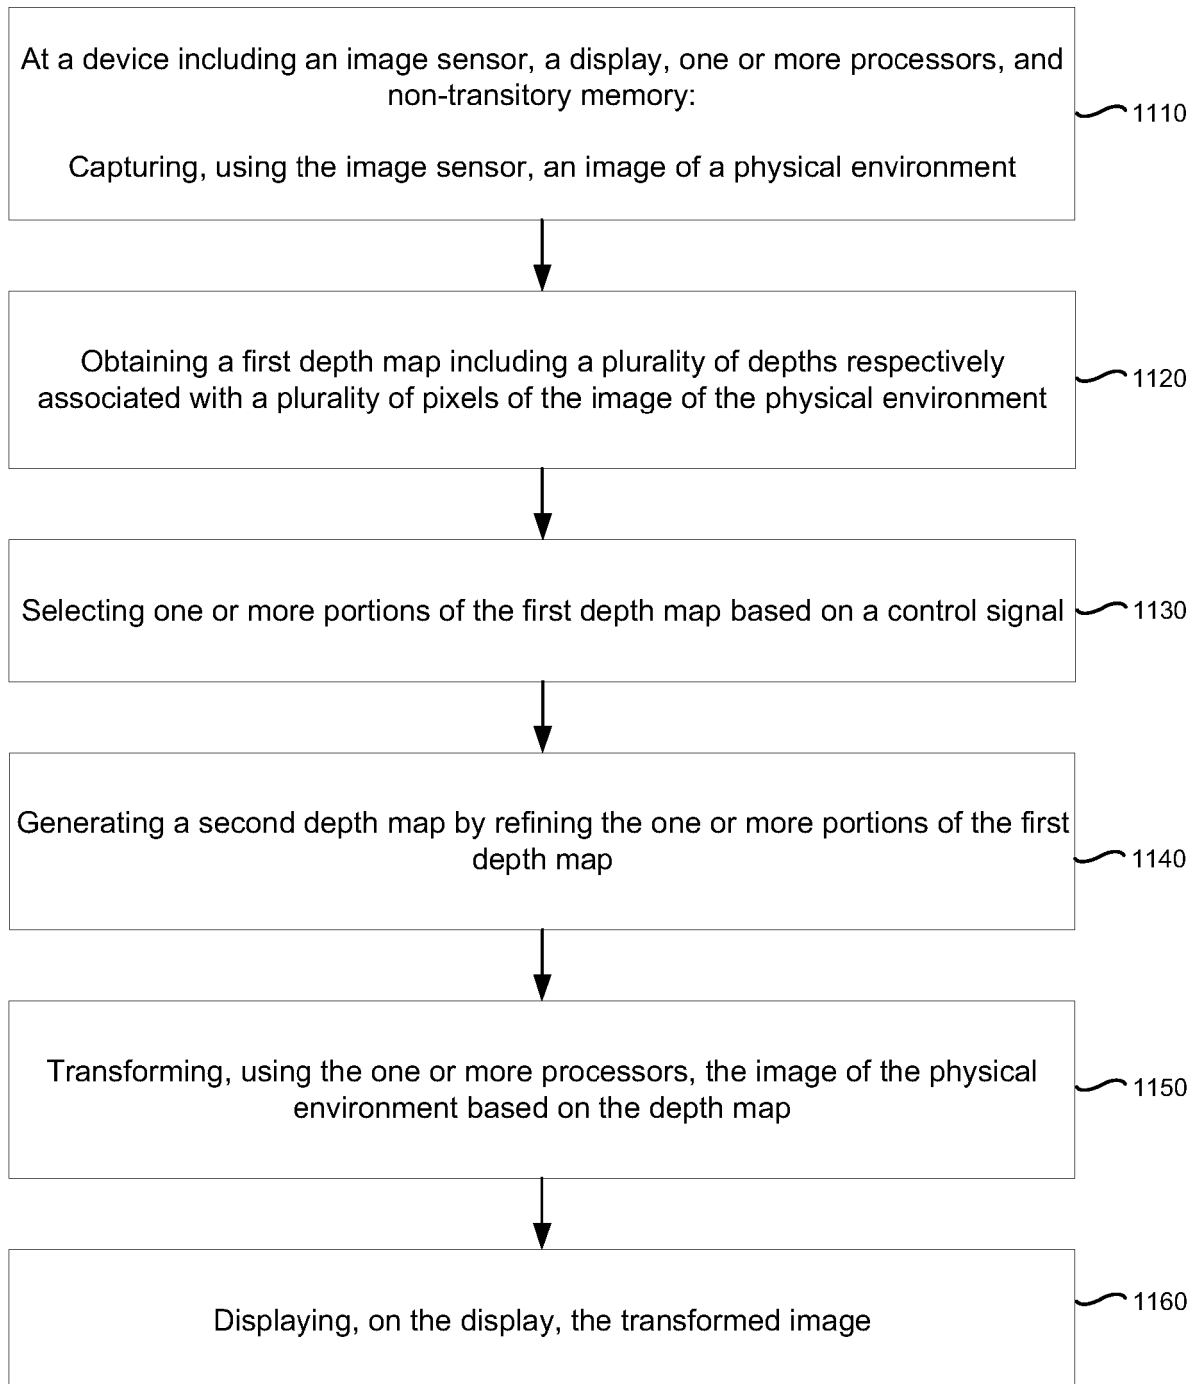 At a device including an image sensor, a display, one or more processors, and
non-transitory memory:
Capturing, using the image sensor, an image of a physical environment
1110
Obtaining a first depth map including a plurality of depths respectively
associated with a plurality of pixels of the image of the physical environment
1120
Selecting one or more portions of the first depth map based on a control signal
1130
Generating a second depth map by refining the one or more portions of the first
depth map
1140
Transforming, using the one or more processors, the image of the physical
environment based on the depth map
1150
Displaying, on the display, the transformed image
1160